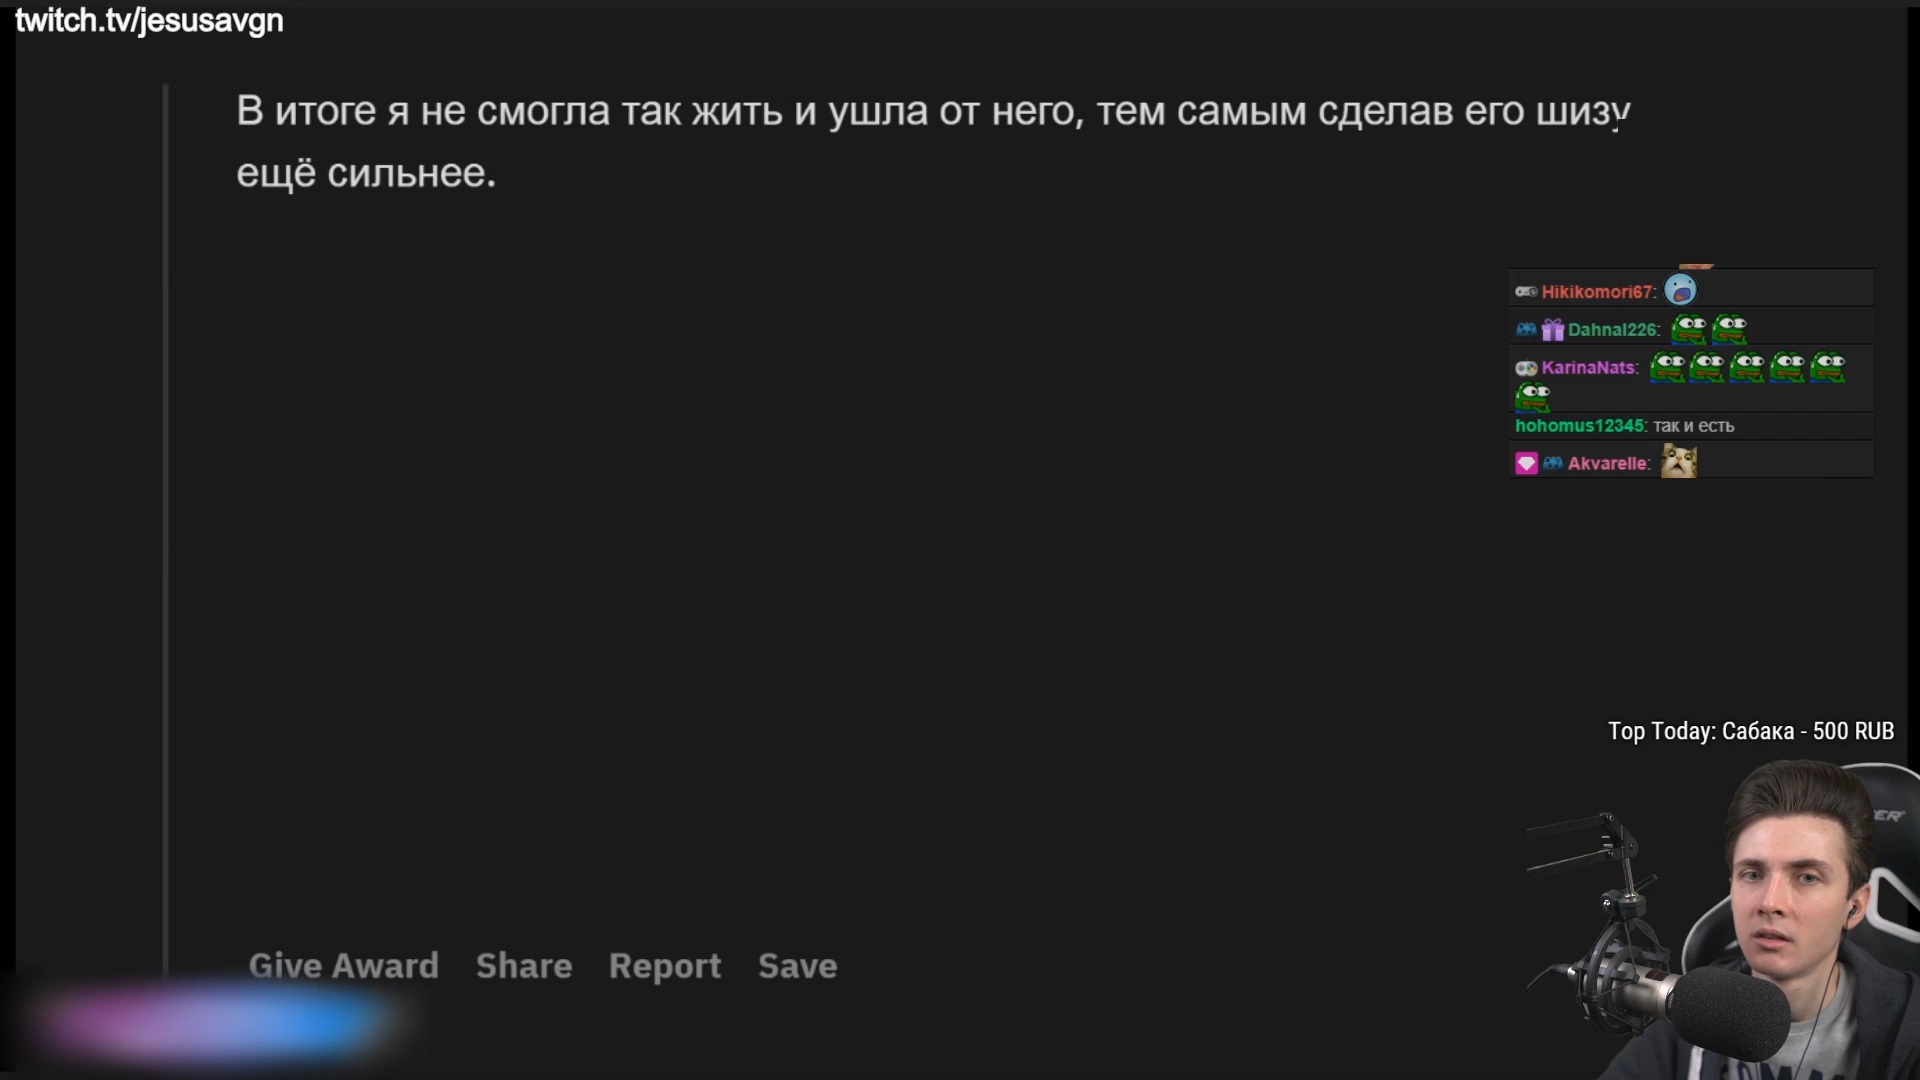 twitch.tv/jesusavgn
В итоге я не смогла так жить и ушла от него, тем самым сделав его шизу
ещё сильнее.
Hikikomori67:
Dahnal226:
KarinaNats:
hohomus12345: так и есть
Akvarelle:
Top Today: Сабака - 500 RUB
Give Award Share Report Save